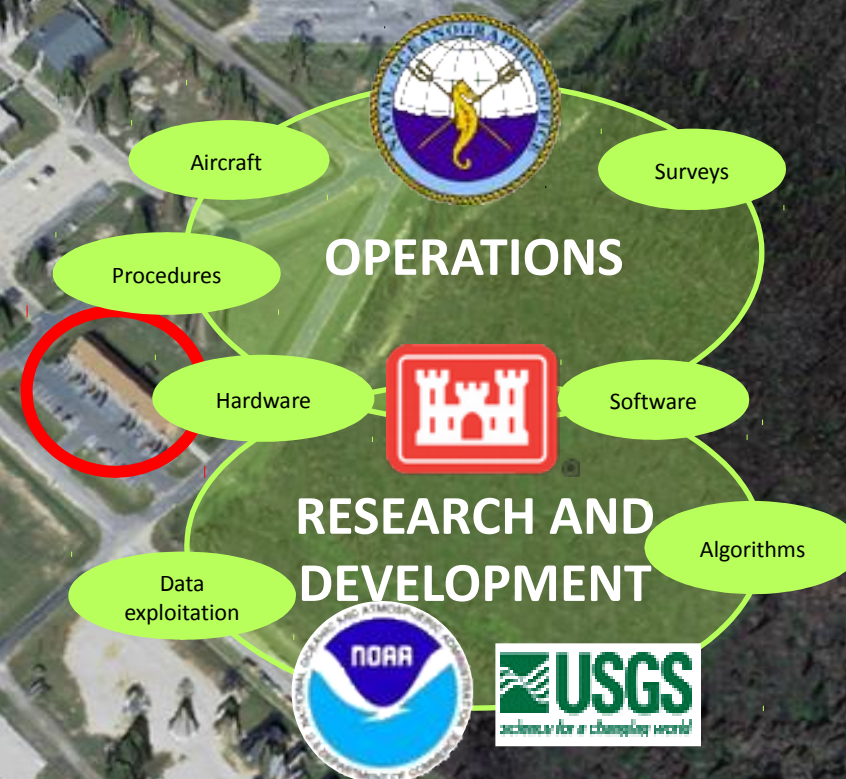 NAVAL OCEANOGRAPHIC OFFICE
Aircraft
Surveys
OPERATIONS
Procedures
Hardware
Software
RESEARCH AND
DEVELOPMENT
Algorithms
Data
exploitation
NATIONAL OCEANIC AND ATMOSPHERIC ADMINISTRATION
NOAA
U.S. DEPARTMENT OF COMMERCE
USGS
science for a changing world